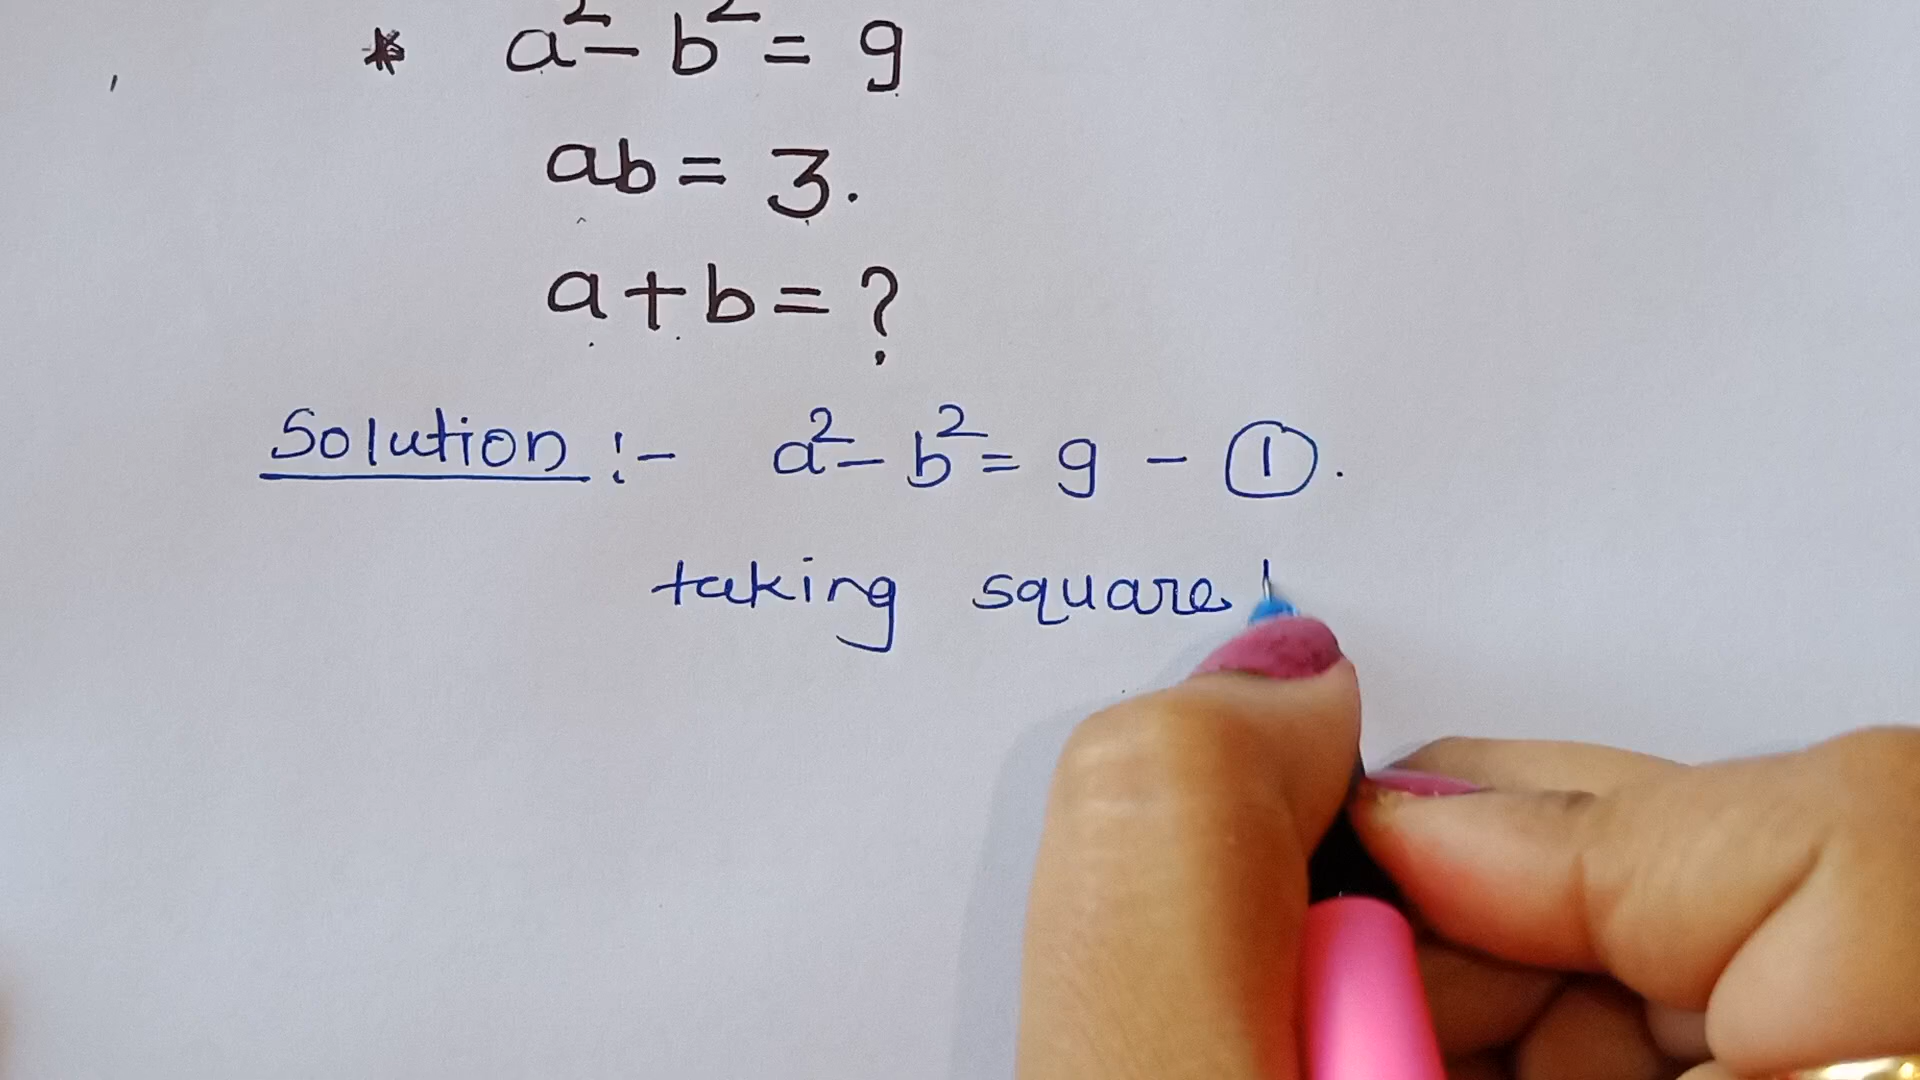 * a² - b² = 9
ab = 3.
a + b = ?
Solution :- a² - b² = 9 - ①.
taking square